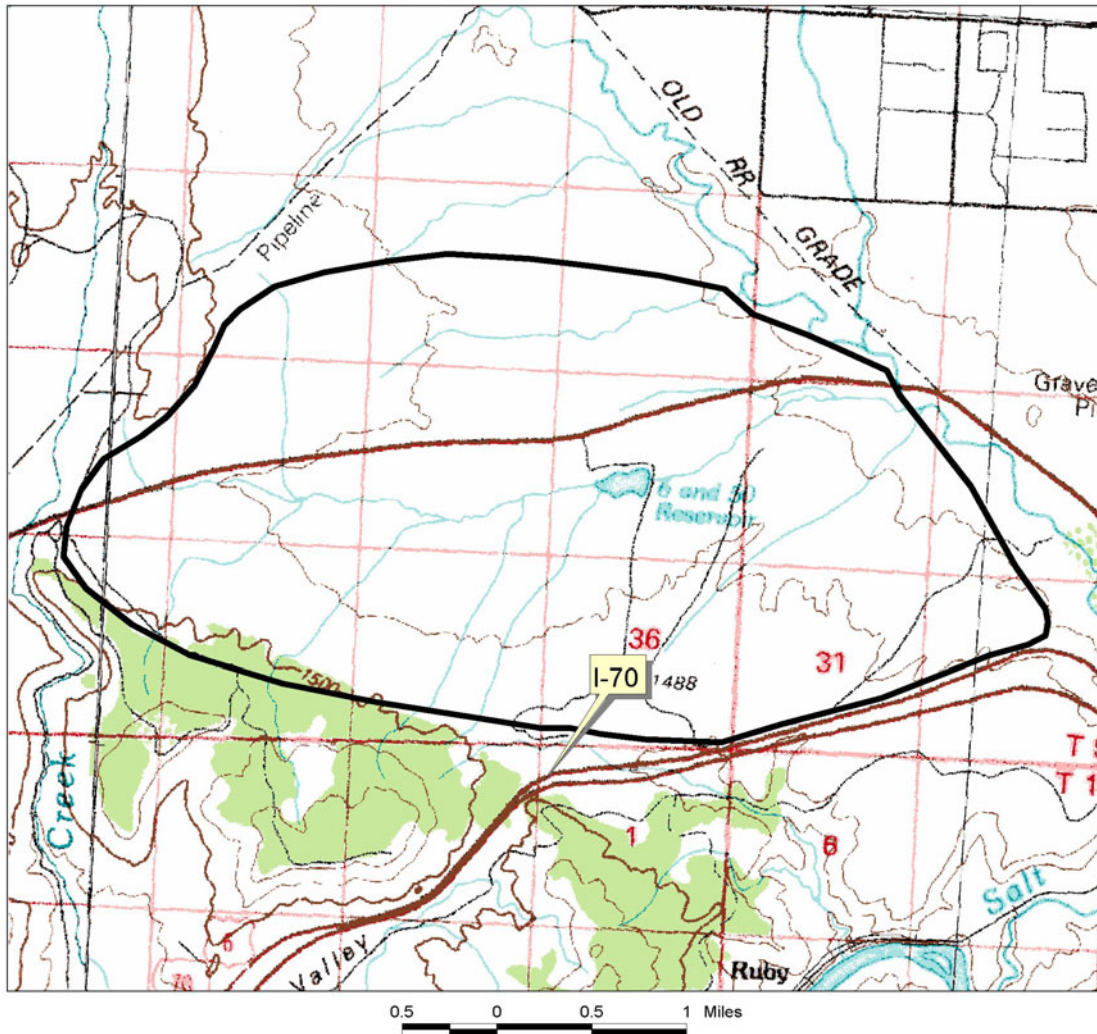 OLD
RR
GRADE
Pipeline
6 and 50
Reservoir
36
31
I-70
1488
1500
Creek
1
6
Salt
Valley
6
70
Ruby
0.5 0 0.5 1 Miles